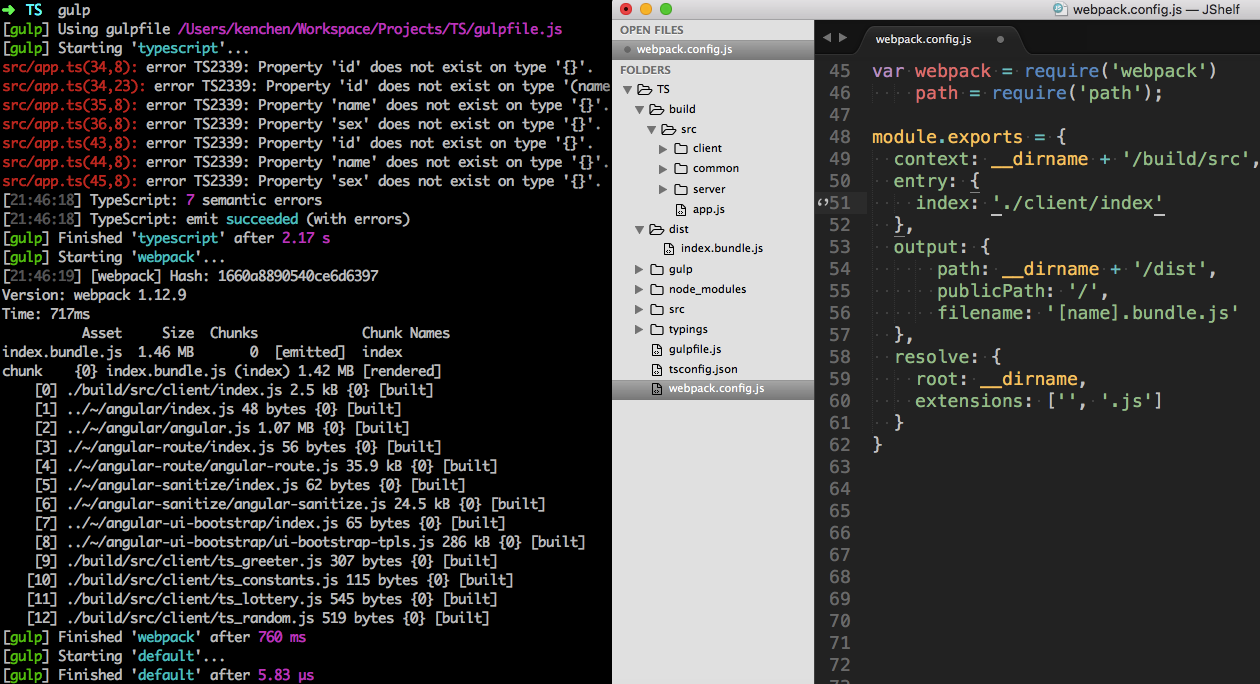 ➜ TS gulp
[gulp] Using gulpfile /Users/kenchen/Workspace/Projects/TS/gulpfile.js
[gulp] Starting 'typescript'...
src/app.ts(34,8): error TS2339: Property 'id' does not exist on type '{}'.
src/app.ts(34,23): error TS2339: Property 'id' does not exist on type '(name
src/app.ts(35,8): error TS2339: Property 'name' does not exist on type '{}'.
src/app.ts(36,8): error TS2339: Property 'sex' does not exist on type '{}'.
src/app.ts(43,8): error TS2339: Property 'id' does not exist on type '{}'.
src/app.ts(44,8): error TS2339: Property 'name' does not exist on type '{}'.
src/app.ts(45,8): error TS2339: Property 'sex' does not exist on type '{}'.
[21:46:18] TypeScript: 7 semantic errors
[21:46:18] TypeScript: emit succeeded (with errors)
[gulp] Finished 'typescript' after 2.17 s
[gulp] Starting 'webpack'...
[21:46:19] [webpack] Hash: 1660a8890540ce6d6397
Version: webpack 1.12.9
Time: 717ms
Asset Size Chunks Chunk Names
index.bundle.js 1.46 MB 0 [emitted] index
chunk {0} index.bundle.js (index) 1.42 MB [rendered]
[0] ./build/src/client/index.js 2.5 kB {0} [built]
[1] ../~/angular/index.js 48 bytes {0} [built]
[2] ../~/angular/angular.js 1.07 MB {0} [built]
[3] ./~/angular-route/index.js 56 bytes {0} [built]
[4] ./~/angular-route/angular-route.js 35.9 kB {0} [built]
[5] ./~/angular-sanitize/index.js 62 bytes {0} [built]
[6] ./~/angular-sanitize/angular-sanitize.js 24.5 kB {0} [built]
[7] ../~/angular-ui-bootstrap/index.js 65 bytes {0} [built]
[8] ../~/angular-ui-bootstrap/ui-bootstrap-tpls.js 286 kB {0} [built]
[9] ./build/src/client/ts_greeter.js 307 bytes {0} [built]
[10] ./build/src/client/ts_constants.js 115 bytes {0} [built]
[11] ./build/src/client/ts_lottery.js 545 bytes {0} [built]
[12] ./build/src/client/ts_random.js 519 bytes {0} [built]
[gulp] Finished 'webpack' after 760 ms
[gulp] Starting 'default'...
[gulp] Finished 'default' after 5.83 μs
webpack.config.js — JShelf
OPEN FILES
webpack.config.js
FOLDERS
TS
build
src
client
common
server
app.js
dist
index.bundle.js
gulp
node_modules
src
typings
gulpfile.js
tsconfig.json
webpack.config.js
webpack.config.js
45 var webpack = require('webpack')
46 path = require('path');
47
48 module.exports = {
49 context: __dirname + '/build/src',
50 entry: {
51 index: './client/index'
52 },
53 output: {
54 path: __dirname + '/dist',
55 publicPath: '/',
56 filename: '[name].bundle.js'
57 },
58 resolve: {
59 root: __dirname,
60 extensions: ['', '.js']
61 }
62 }
63
64
65
66
67
68
69
70
71
72